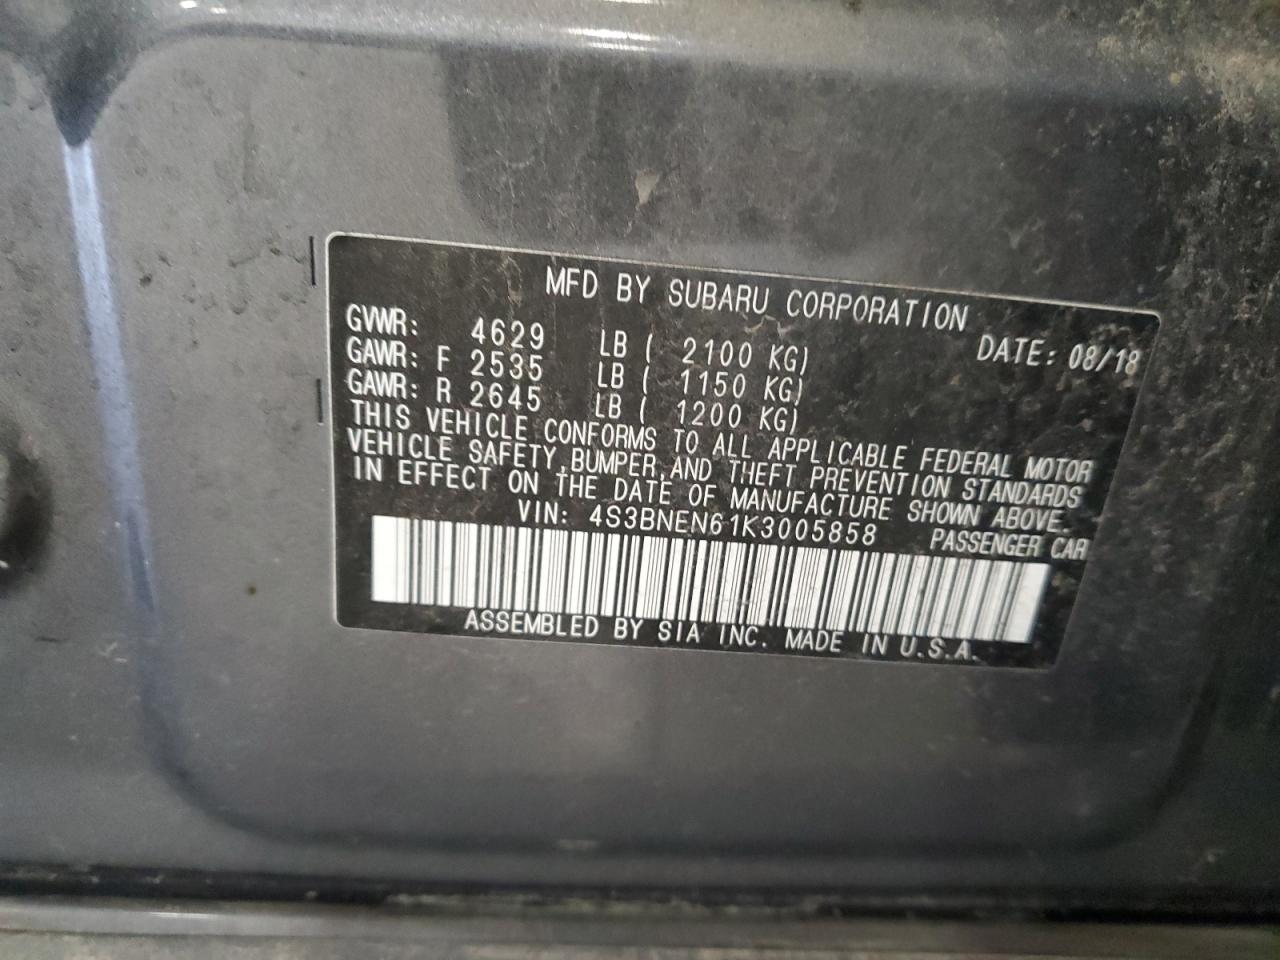 MFD BY SUBARU CORPORATION
GVWR: 4629 LB ( 2100 KG) DATE: 08/18
GAWR: F 2535 LB ( 1150 KG)
GAWR: R 2645 LB ( 1200 KG)
THIS VEHICLE CONFORMS TO ALL APPLICABLE FEDERAL MOTOR
VEHICLE SAFETY, BUMPER, AND THEFT PREVENTION STANDARDS
IN EFFECT ON THE DATE OF MANUFACTURE SHOWN ABOVE.
VIN: 4S3BNEN61K3005858 PASSENGER CAR
ASSEMBLED BY SIA INC. MADE IN U.S.A.